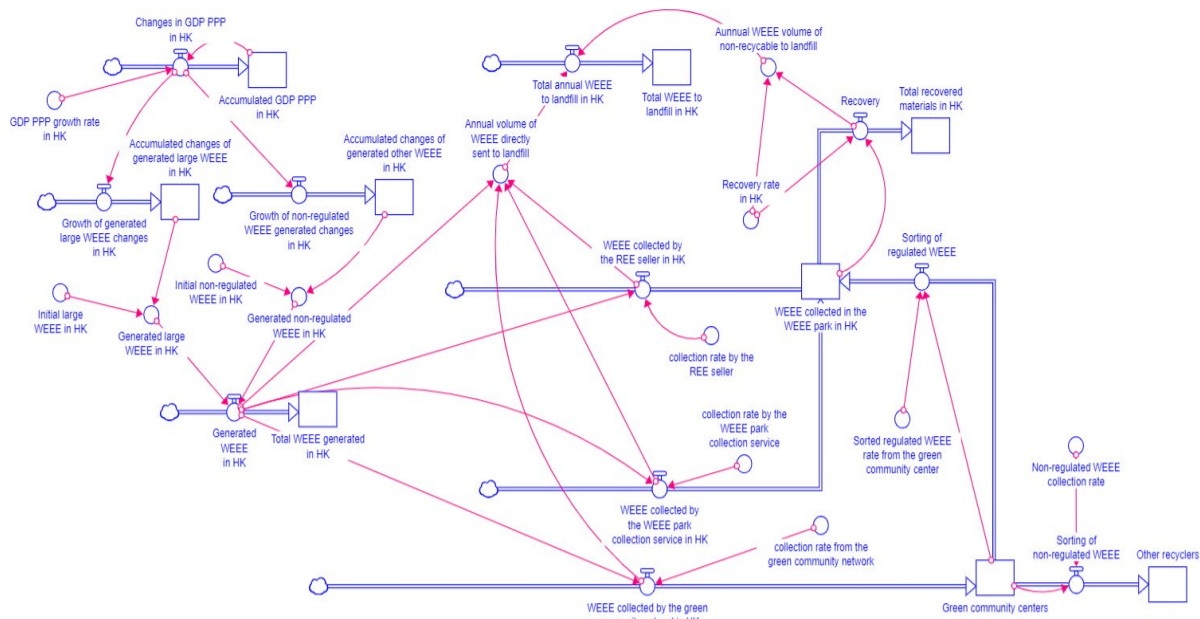 Changes in GDP PPP
in HK
Accumulated GDP PPP
in HK
GDP PPP growth rate
in HK
Accumulated changes of
generated large WEEE
in HK
Growth of generated
large WEEE changes
in HK
Accumulated changes
of generated other WEEE
in HK
Growth of non-regulated
WEEE generated changes
in HK
Initial large
WEEE in HK
Generated large
WEEE in HK
Initial non-regulated
WEEE in HK
Generated non-regulated
WEEE in HK
Generated
WEEE
in HK
Total WEEE generated
in HK
Total annual WEEE
to landfill in HK
Total WEEE to
landfill in HK
Annual volume of
WEEE directly
sent to landfill
Aunnual WEEE volume of
non-recycable to landfill
Recovery
Total recovered
materials in HK
Recovery rate
in HK
WEEE collected by
the REE seller in HK
collection rate by the
REE seller
WEEE collected in the
WEEE park in HK
Sorting of
regulated WEEE
collection rate by the
WEEE park
collection service
Sorted regulated WEEE
rate from the green
community center
Non-regulated WEEE
collection rate
WEEE collected by
the WEEE park
collection service in HK
collection rate from the
green community network
Sorting of
non-regulated WEEE
Other recyclers
WEEE collected by the green
Green community centers